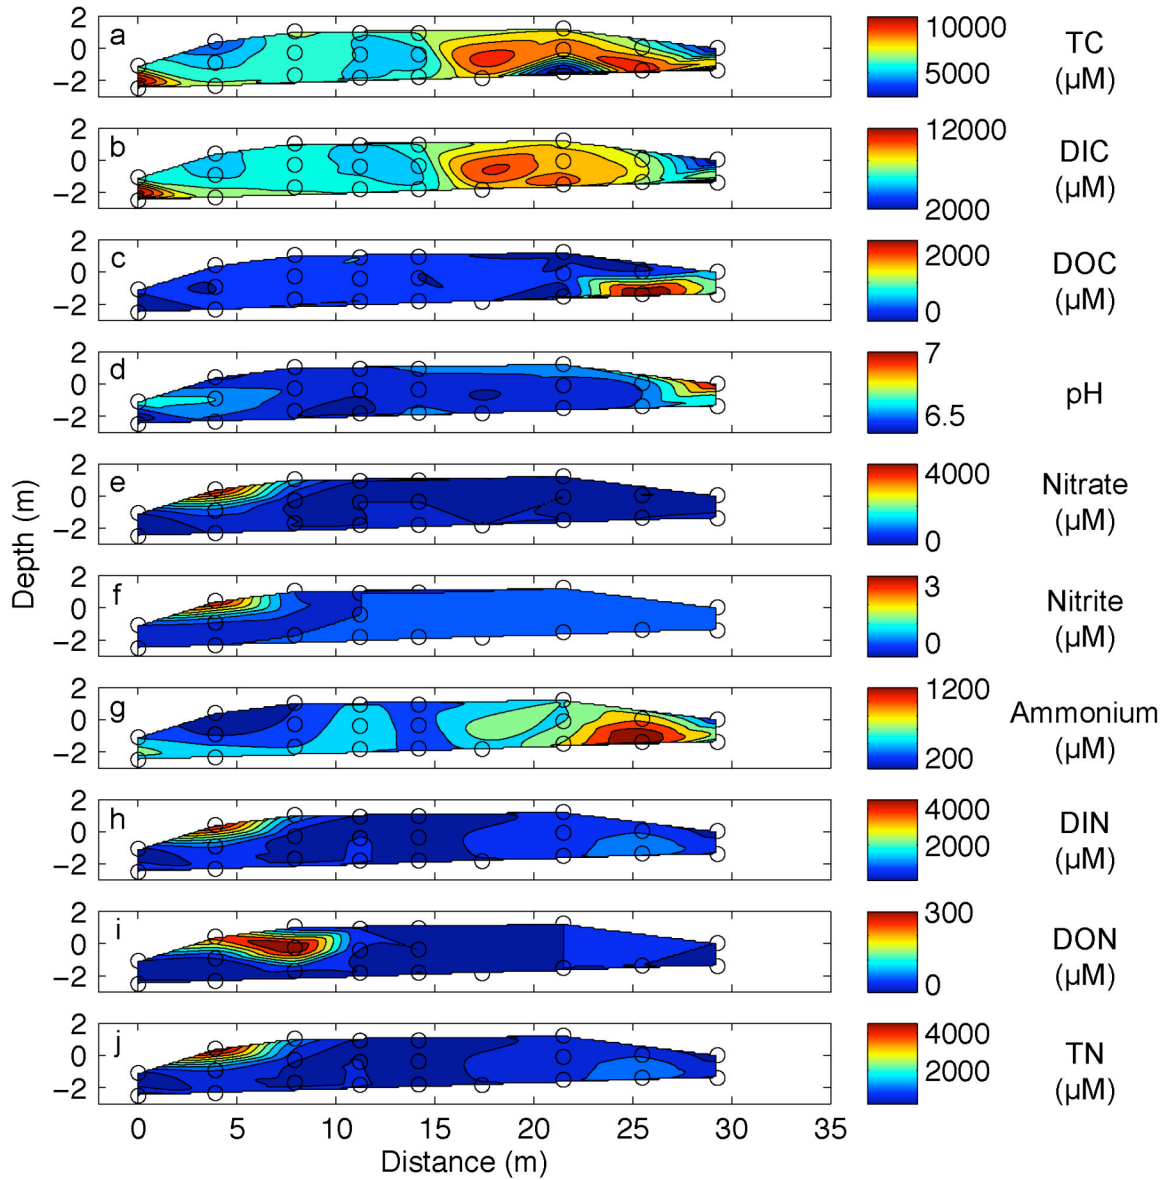 a
2
0
−2
10000
5000
TC
(µM)
b
2
0
−2
12000
2000
DIC
(µM)
c
2
0
−2
2000
0
DOC
(µM)
d
2
0
−2
7
6.5
pH
e
2
0
−2
4000
0
Nitrate
(µM)
f
2
0
−2
3
0
Nitrite
(µM)
g
2
0
−2
1200
200
Ammonium
(µM)
h
2
0
−2
4000
2000
DIN
(µM)
i
2
0
−2
300
0
DON
(µM)
j
2
0
−2
4000
2000
TN
(µM)
Depth (m)
0 5 10 15 20 25 30 35
Distance (m)